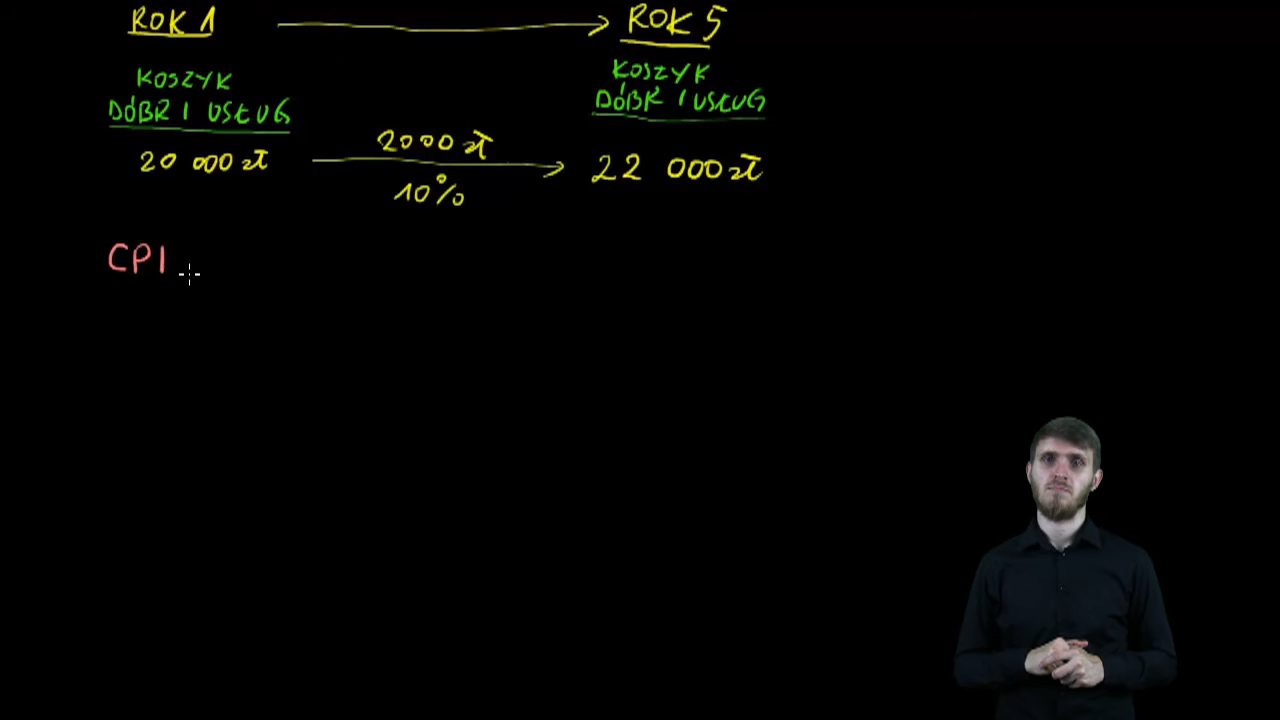 ROK 1
ROK 5
KOSZYK
DÓBR I USŁUG
KOSZYK
DÓBR I USŁUG
20 000 zł
2000 zł
10%
22 000 zł
CPI